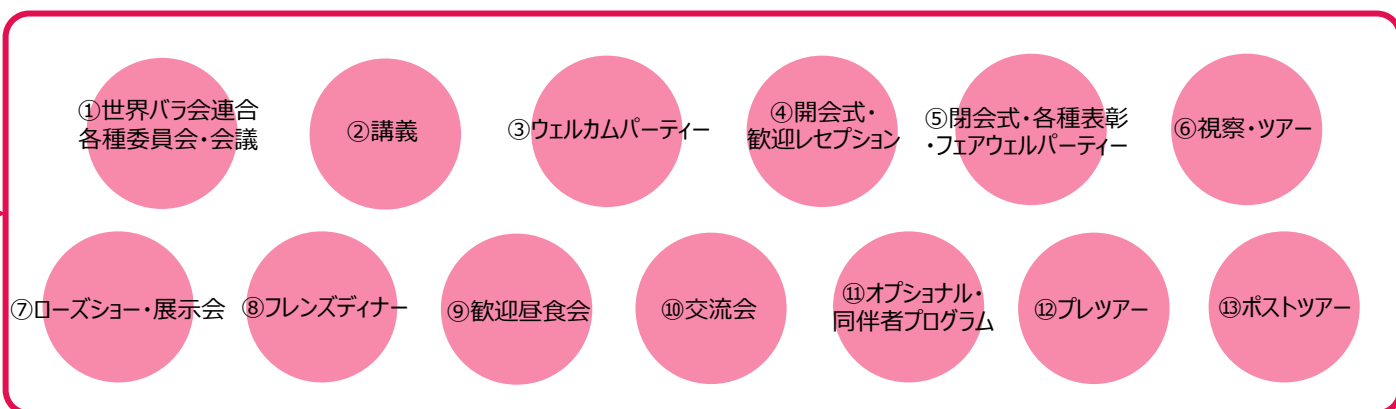 ①世界バラ会連合
各種委員会・会議
②講義
③ウェルカムパーティー
④開会式・
歓迎レセプション
⑤閉会式・各種表彰
・フェアウェルパーティー
⑥視察・ツアー
⑦ローズショー・展示会
⑧フレンズディナー
⑨歓迎昼食会
⑩交流会
⑪オプショナル・
同伴者プログラム
⑫プレツアー
⑬ポストツアー